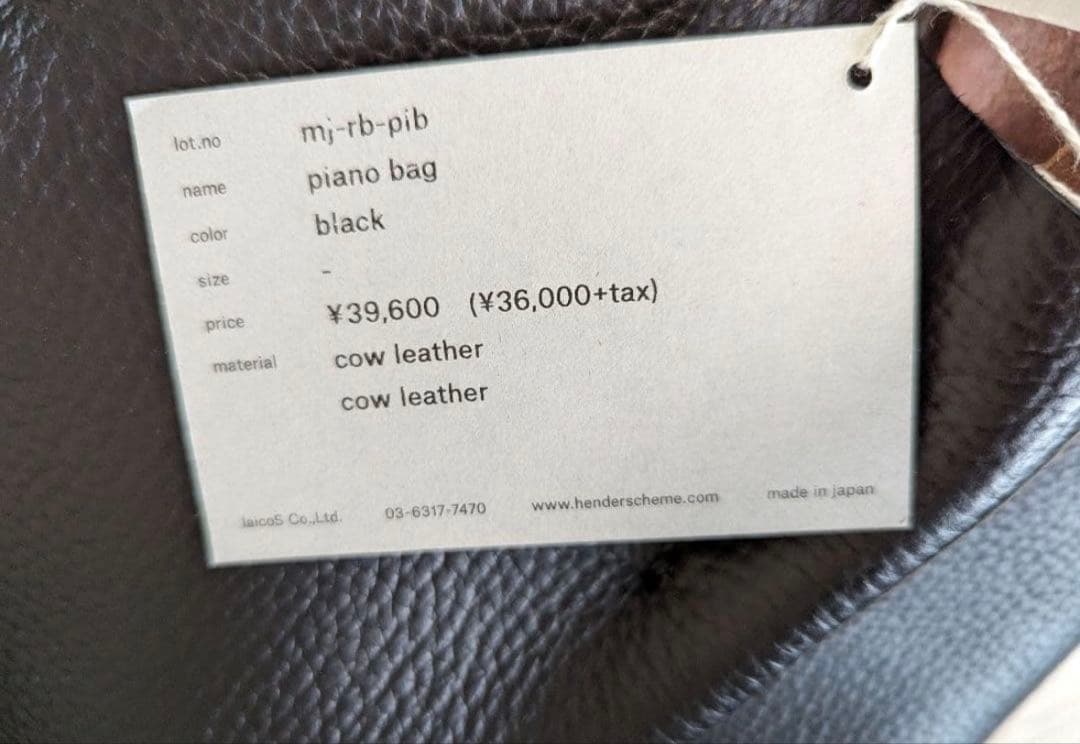 lot.no mj-rb-pib
name piano bag
color black
size -
price ¥39,600 (¥36,000+tax)
material cow leather
cow leather
laicoS Co.,Ltd. 03-6317-7470 www.henderscheme.com made in japan